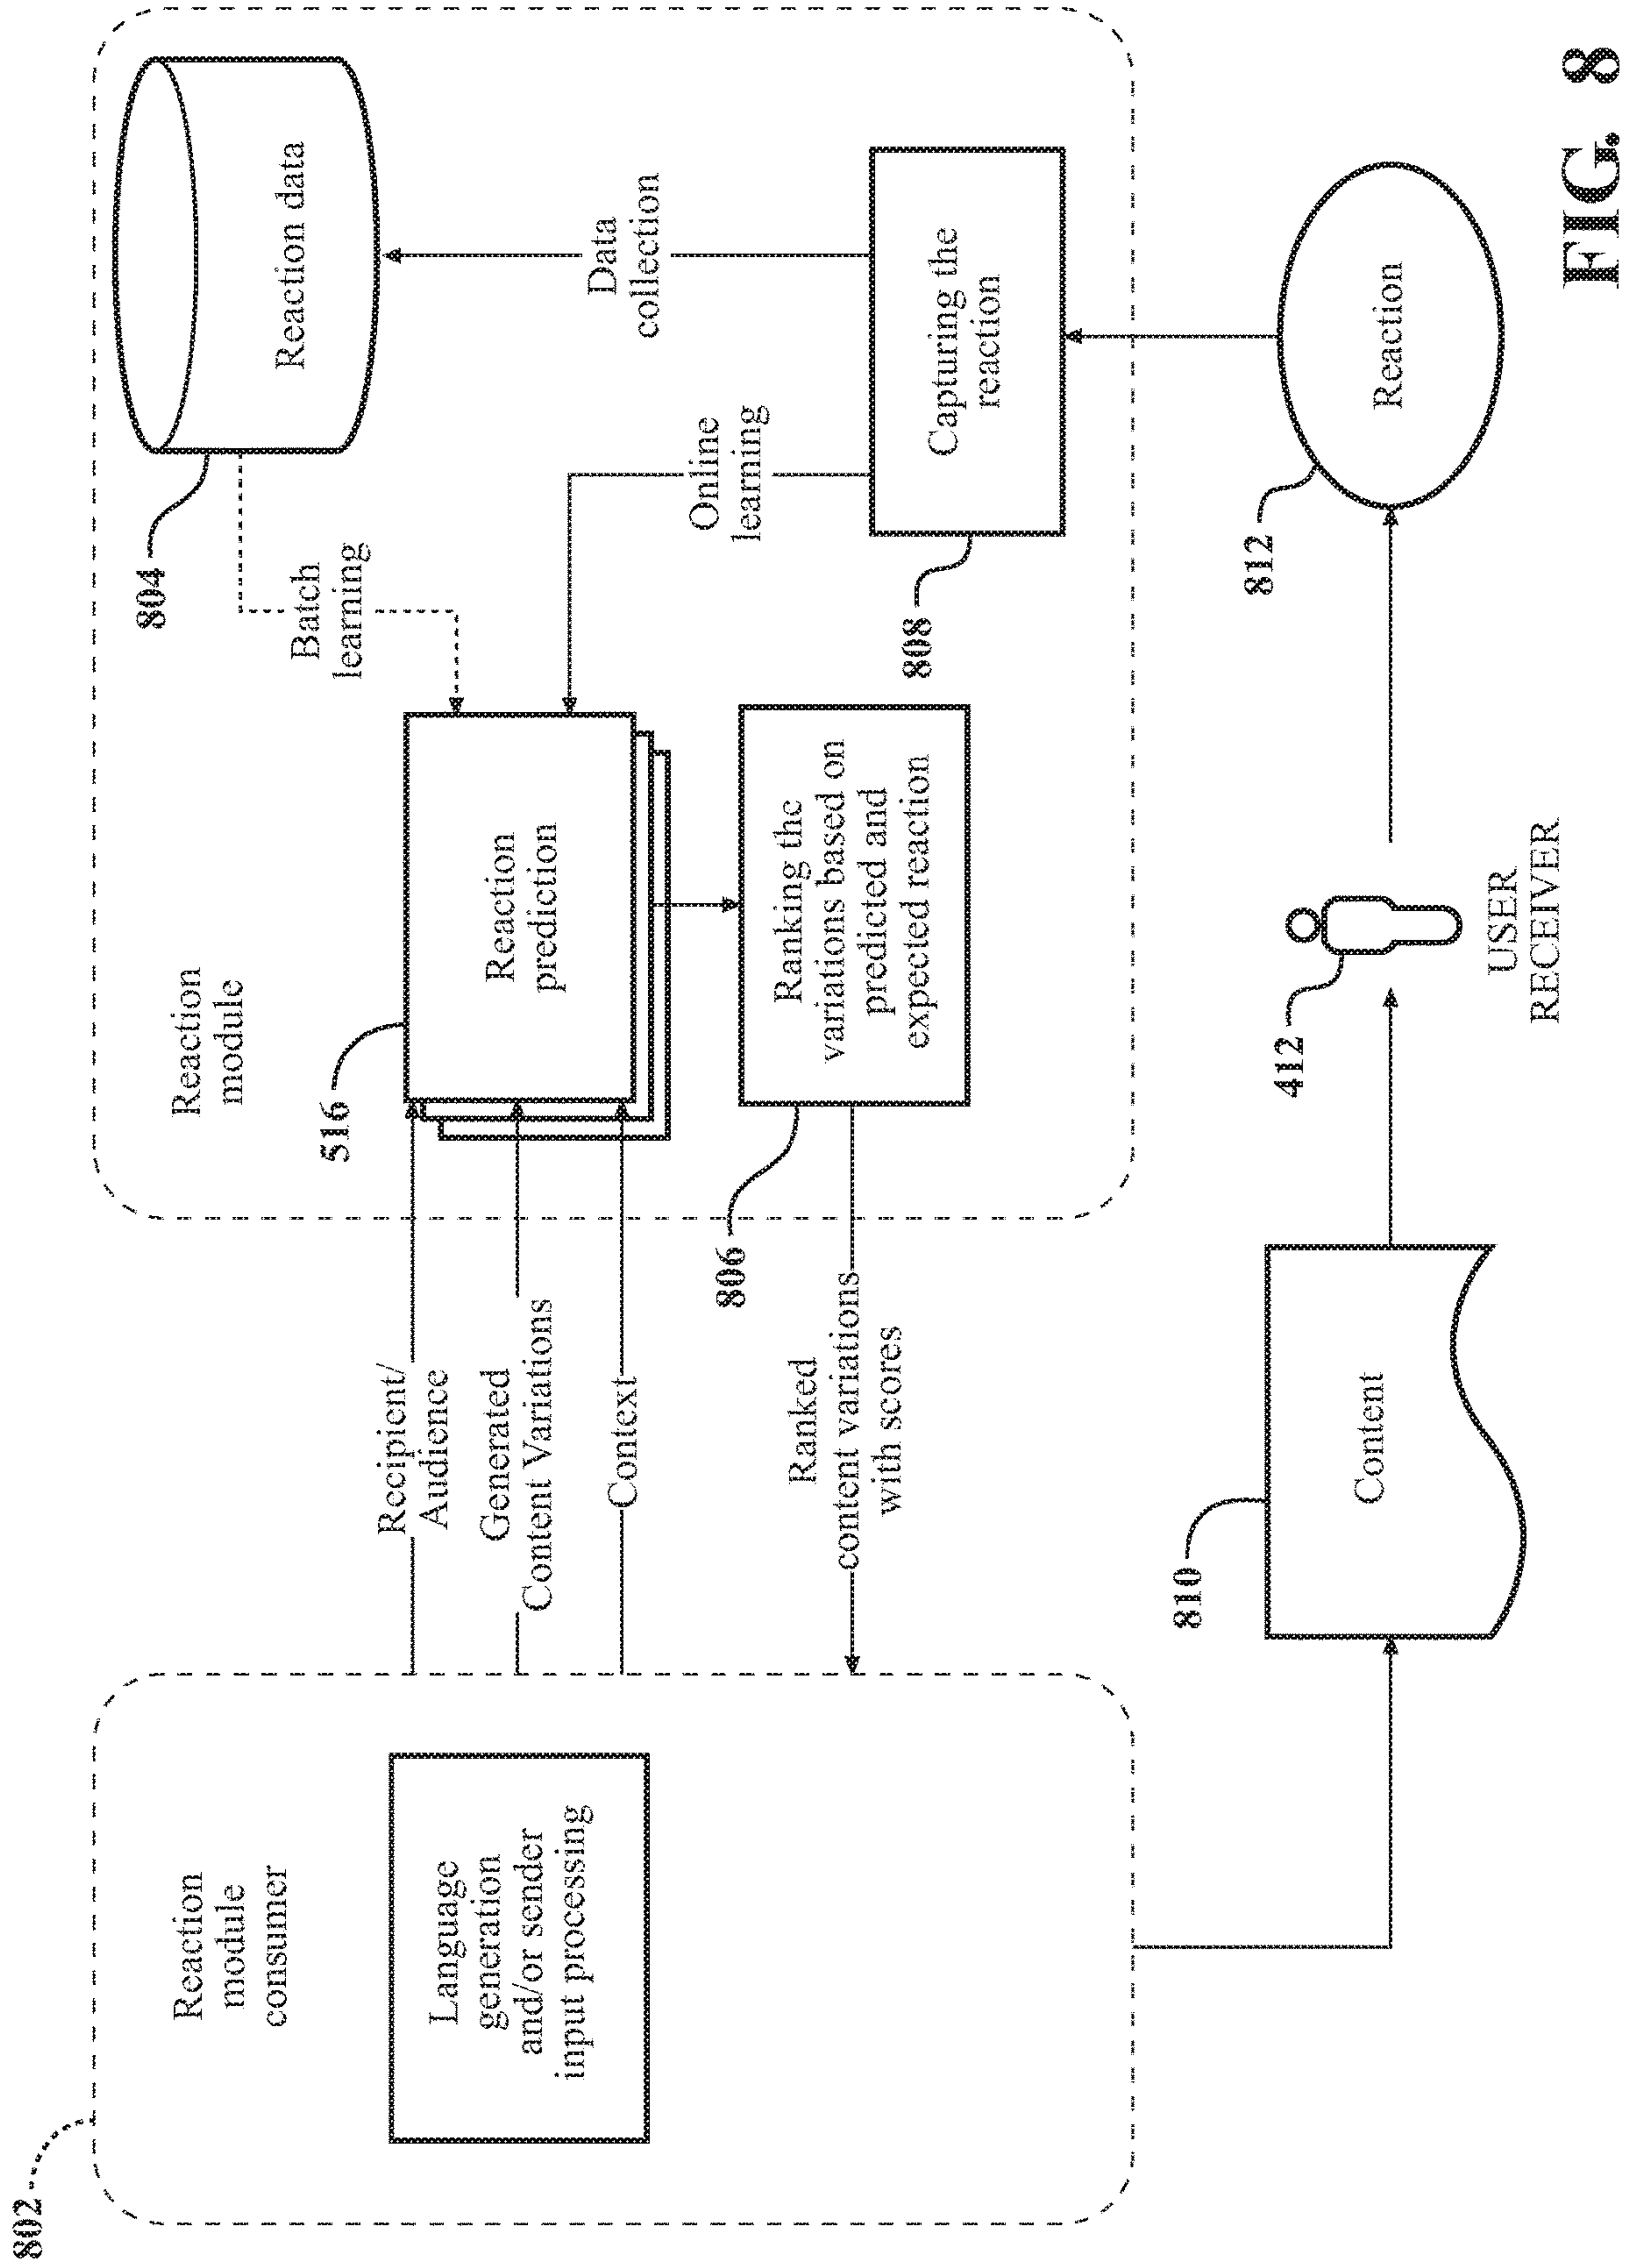 802
Reaction
module
consumer
Language
generation
and/or sender
input processing
Recipient/
Audience
Generated
Content Variations
Context
Ranked
content variations
with scores
Reaction
module
516
Reaction
prediction
Batch
learning
804
Reaction data
Online
learning
Data
collection
806
Ranking the
variations based on
predicted and
expected reaction
808
Capturing the
reaction
810
Content
412
USER
RECEIVER
812
Reaction
FIG. 8